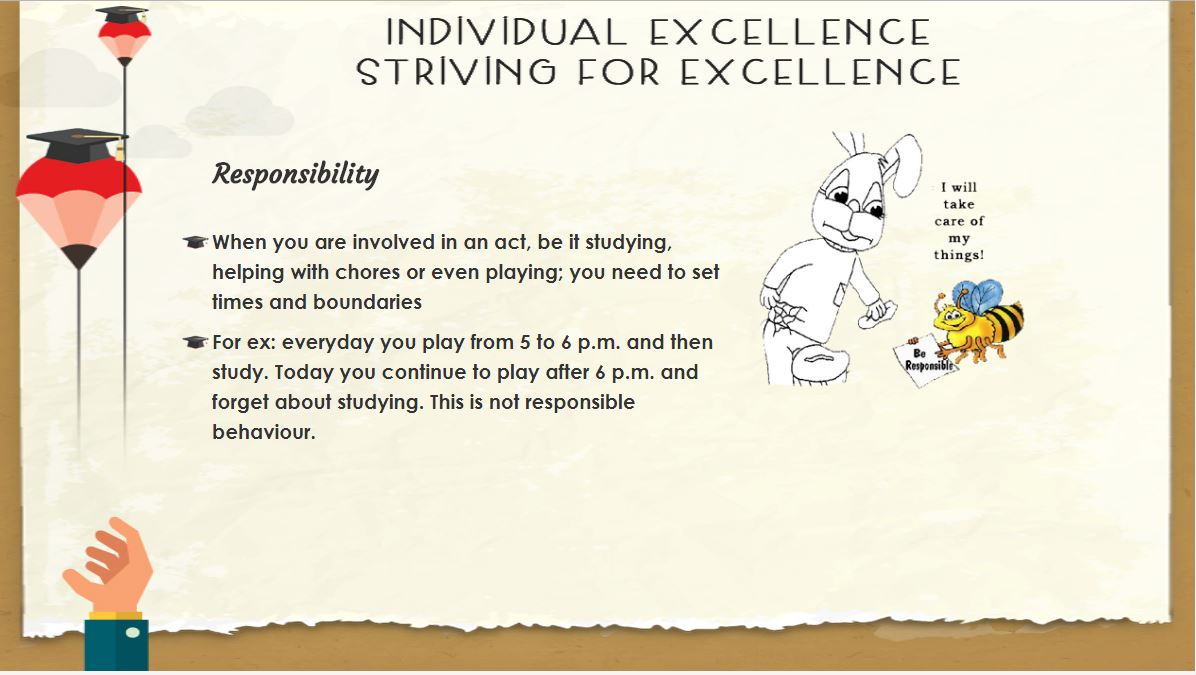 INDIVIDUAL EXCELLENCE
STRIVING FOR EXCELLENCE
Responsibility
When you are involved in an act, be it studying,
helping with chores or even playing; you need to set
times and boundaries
For ex: everyday you play from 5 to 6 p.m. and then
study. Today you continue to play after 6 p.m. and
forget about studying. This is not responsible
behaviour.
I will
take
care of
my
things!
Be
Responsible